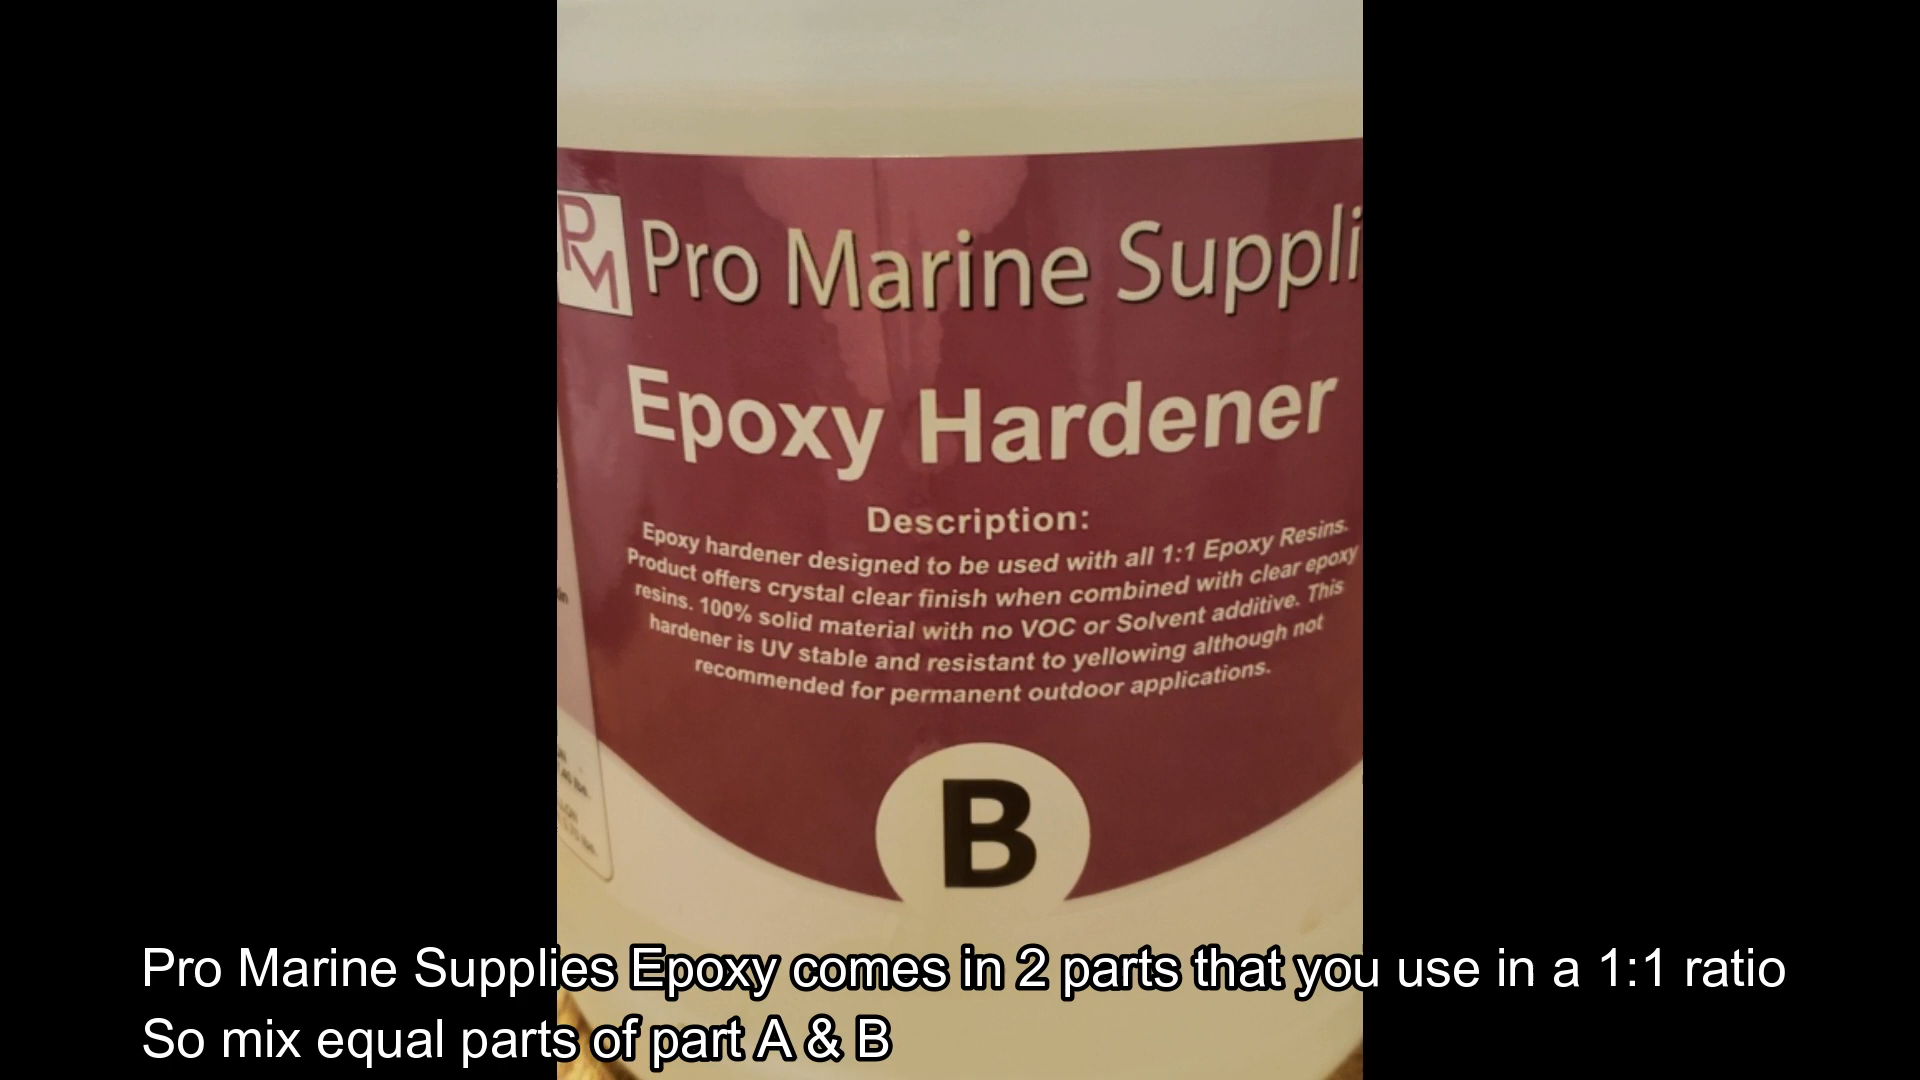 PM
Pro Marine Suppli
Epoxy Hardener
Description:
Epoxy hardener designed to be used with all 1:1 Epoxy Resins.
Product offers crystal clear finish when combined with clear epoxy
resins. 100% solid material with no VOC or Solvent additive. This
hardener is UV stable and resistant to yellowing although not
recommended for permanent outdoor applications.
B
Pro Marine Supplies Epoxy comes in 2 parts that you use in a 1:1 ratio
So mix equal parts of part A & B